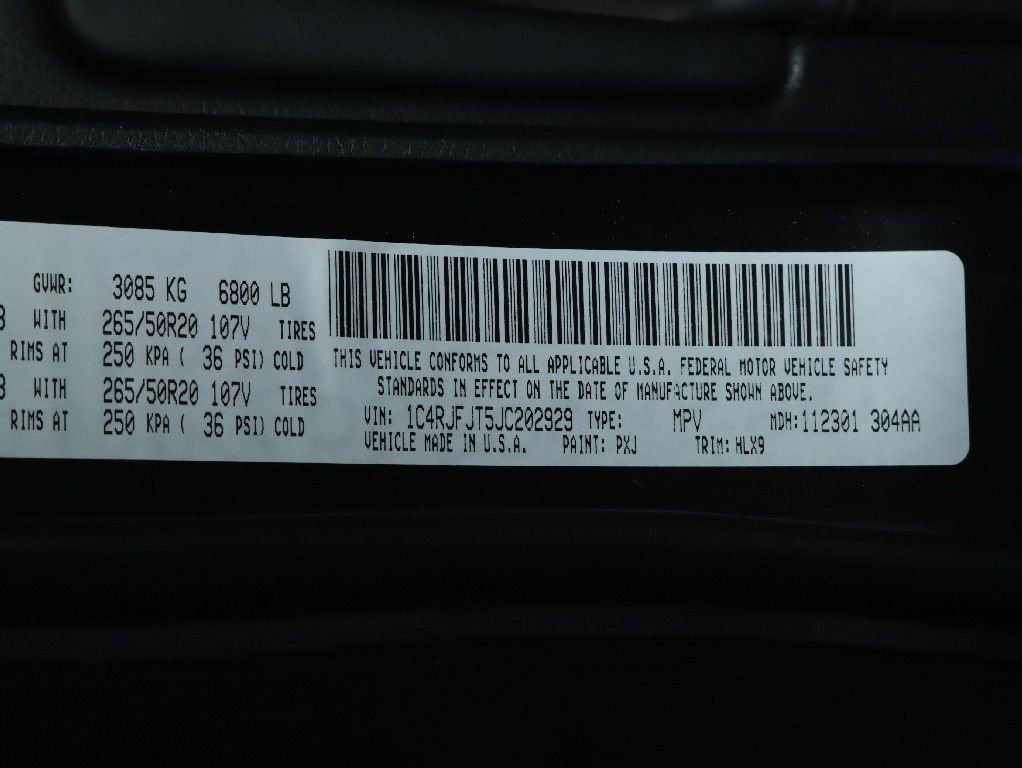 GVWR: 3085 KG 6800 LB
WITH 265/50R20 107V TIRES
RIMS AT 250 KPA ( 36 PSI) COLD
WITH 265/50R20 107V TIRES
RIMS AT 250 KPA ( 36 PSI) COLD
THIS VEHICLE CONFORMS TO ALL APPLICABLE U.S.A. FEDERAL MOTOR VEHICLE SAFETY
STANDARDS IN EFFECT ON THE DATE OF MANUFACTURE SHOWN ABOVE.
VIN: 1C4RJFJT5JC202929 TYPE: MPV MDH:112301 304AA
VEHICLE MADE IN U.S.A. PAINT: PXJ TRIM: HLX9